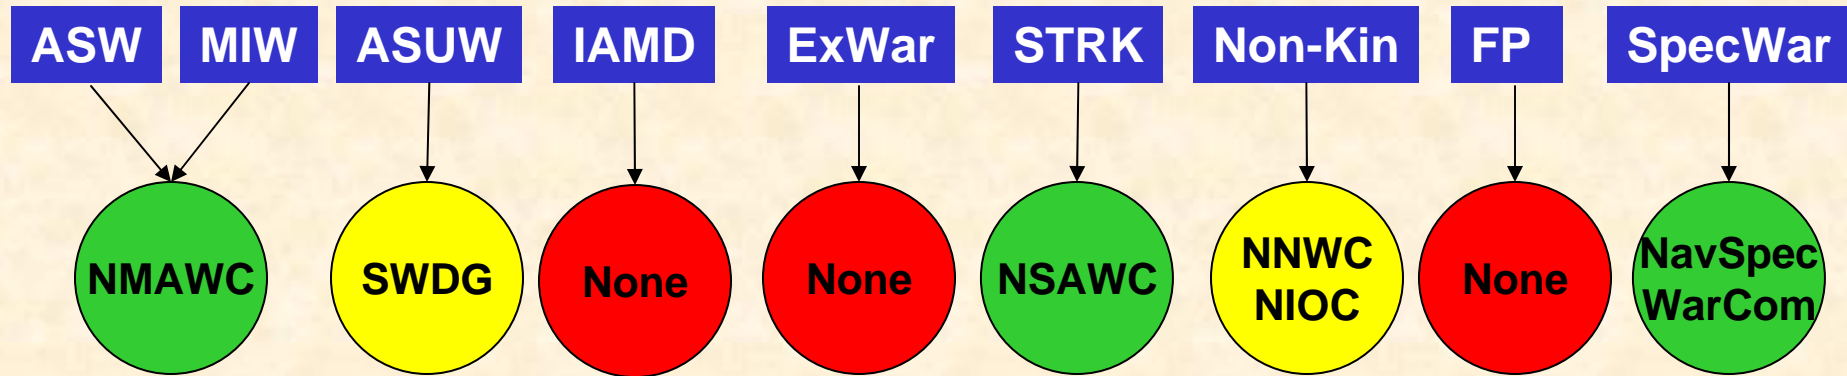 ASW MIW ASUW IAMD ExWar STRK Non-Kin FP SpecWar
NMAWC
SWDG
None
None
NSAWC
NNWC
NIOC
None
NavSpec
WarCom